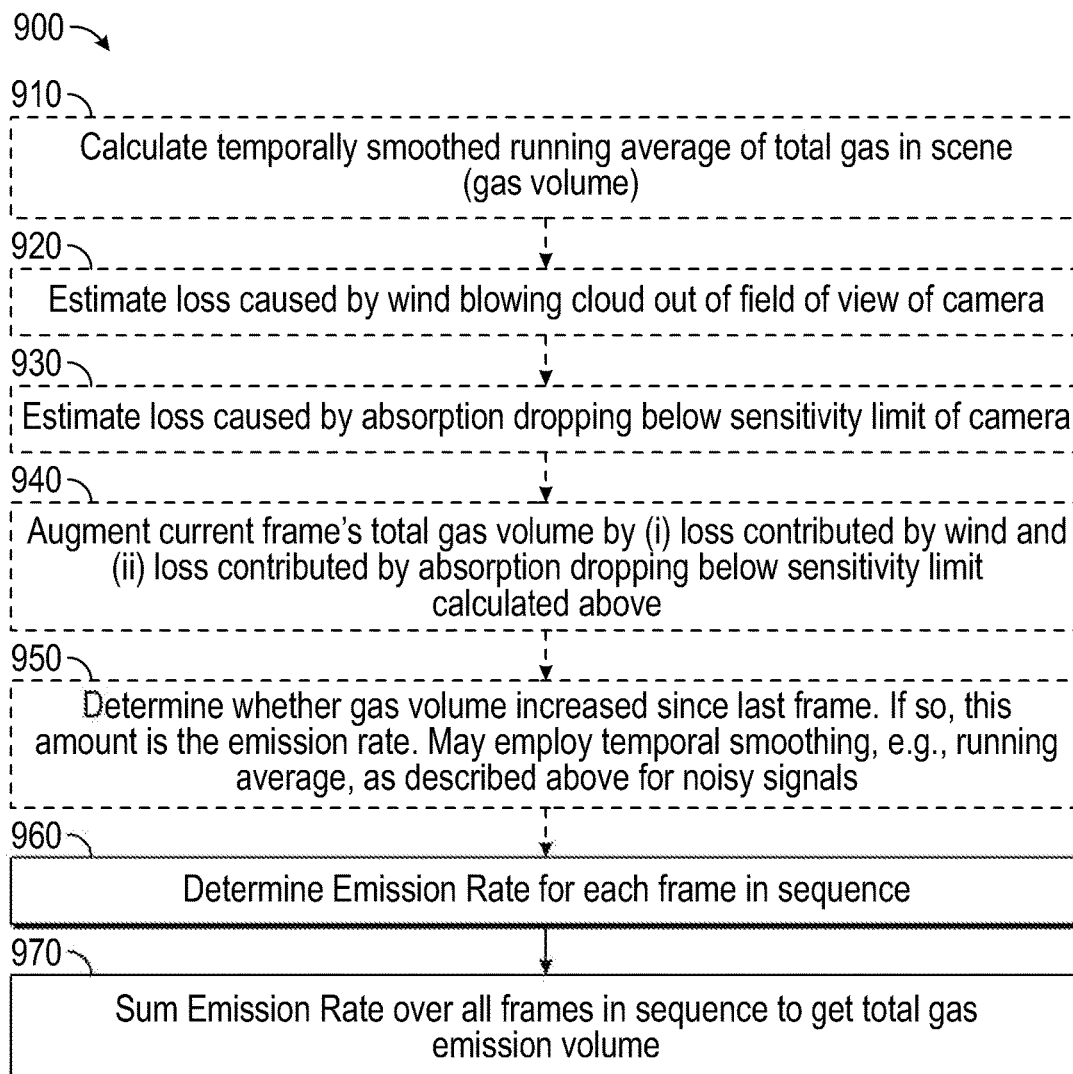 900
910
Calculate temporally smoothed running average of total gas in scene
(gas volume)
920
Estimate loss caused by wind blowing cloud out of field of view of camera
930
Estimate loss caused by absorption dropping below sensitivity limit of camera
940
Augment current frame’s total gas volume by (i) loss contributed by wind and
(ii) loss contributed by absorption dropping below sensitivity limit
calculated above
950
Determine whether gas volume increased since last frame. If so, this
amount is the emission rate. May employ temporal smoothing, e.g., running
average, as described above for noisy signals
960
Determine Emission Rate for each frame in sequence
970
Sum Emission Rate over all frames in sequence to get total gas
emission volume